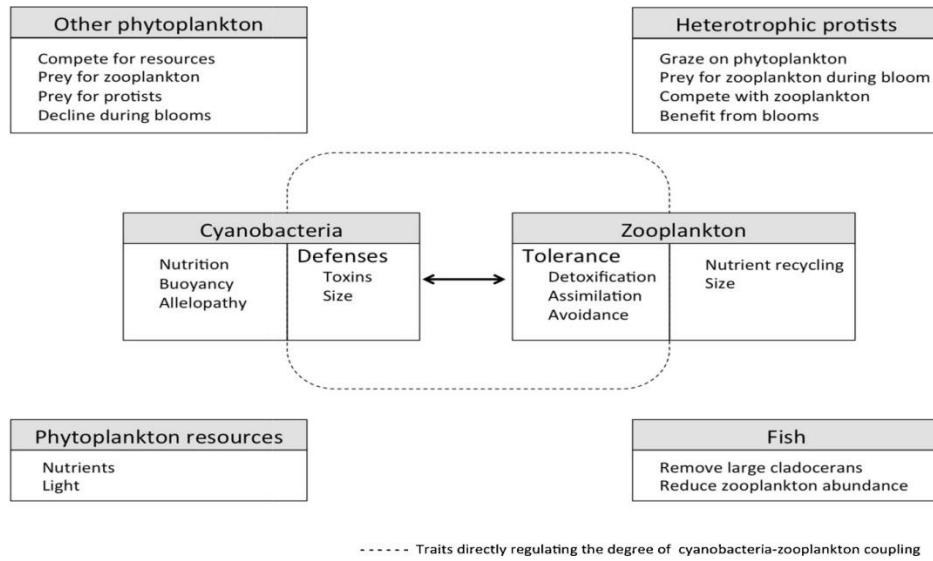 Other phytoplankton
Compete for resources
Prey for zooplankton
Prey for protists
Decline during blooms
Heterotrophic protists
Graze on phytoplankton
Prey for zooplankton during bloom
Compete with zooplankton
Benefit from blooms
Cyanobacteria
Nutrition
Buoyancy
Allelopathy
Defenses
Toxins
Size
Zooplankton
Tolerance
Detoxification
Assimilation
Avoidance
Nutrient recycling
Size
Phytoplankton resources
Nutrients
Light
Fish
Remove large cladocerans
Reduce zooplankton abundance
Traits directly regulating the degree of cyanobacteria-zooplankton coupling